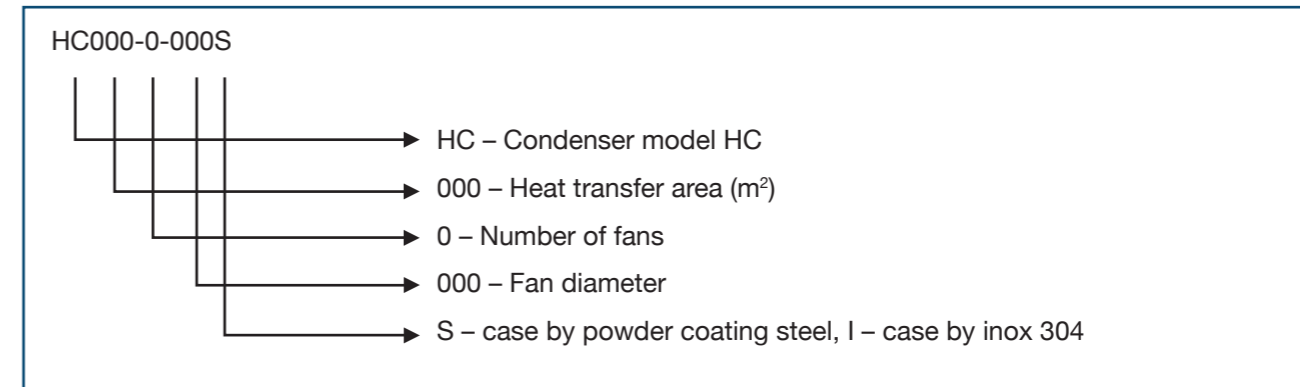 HC000-0-000S
HC – Condenser model HC
000 – Heat transfer area (m²)
0 – Number of fans
000 – Fan diameter
S – case by powder coating steel, I – case by inox 304